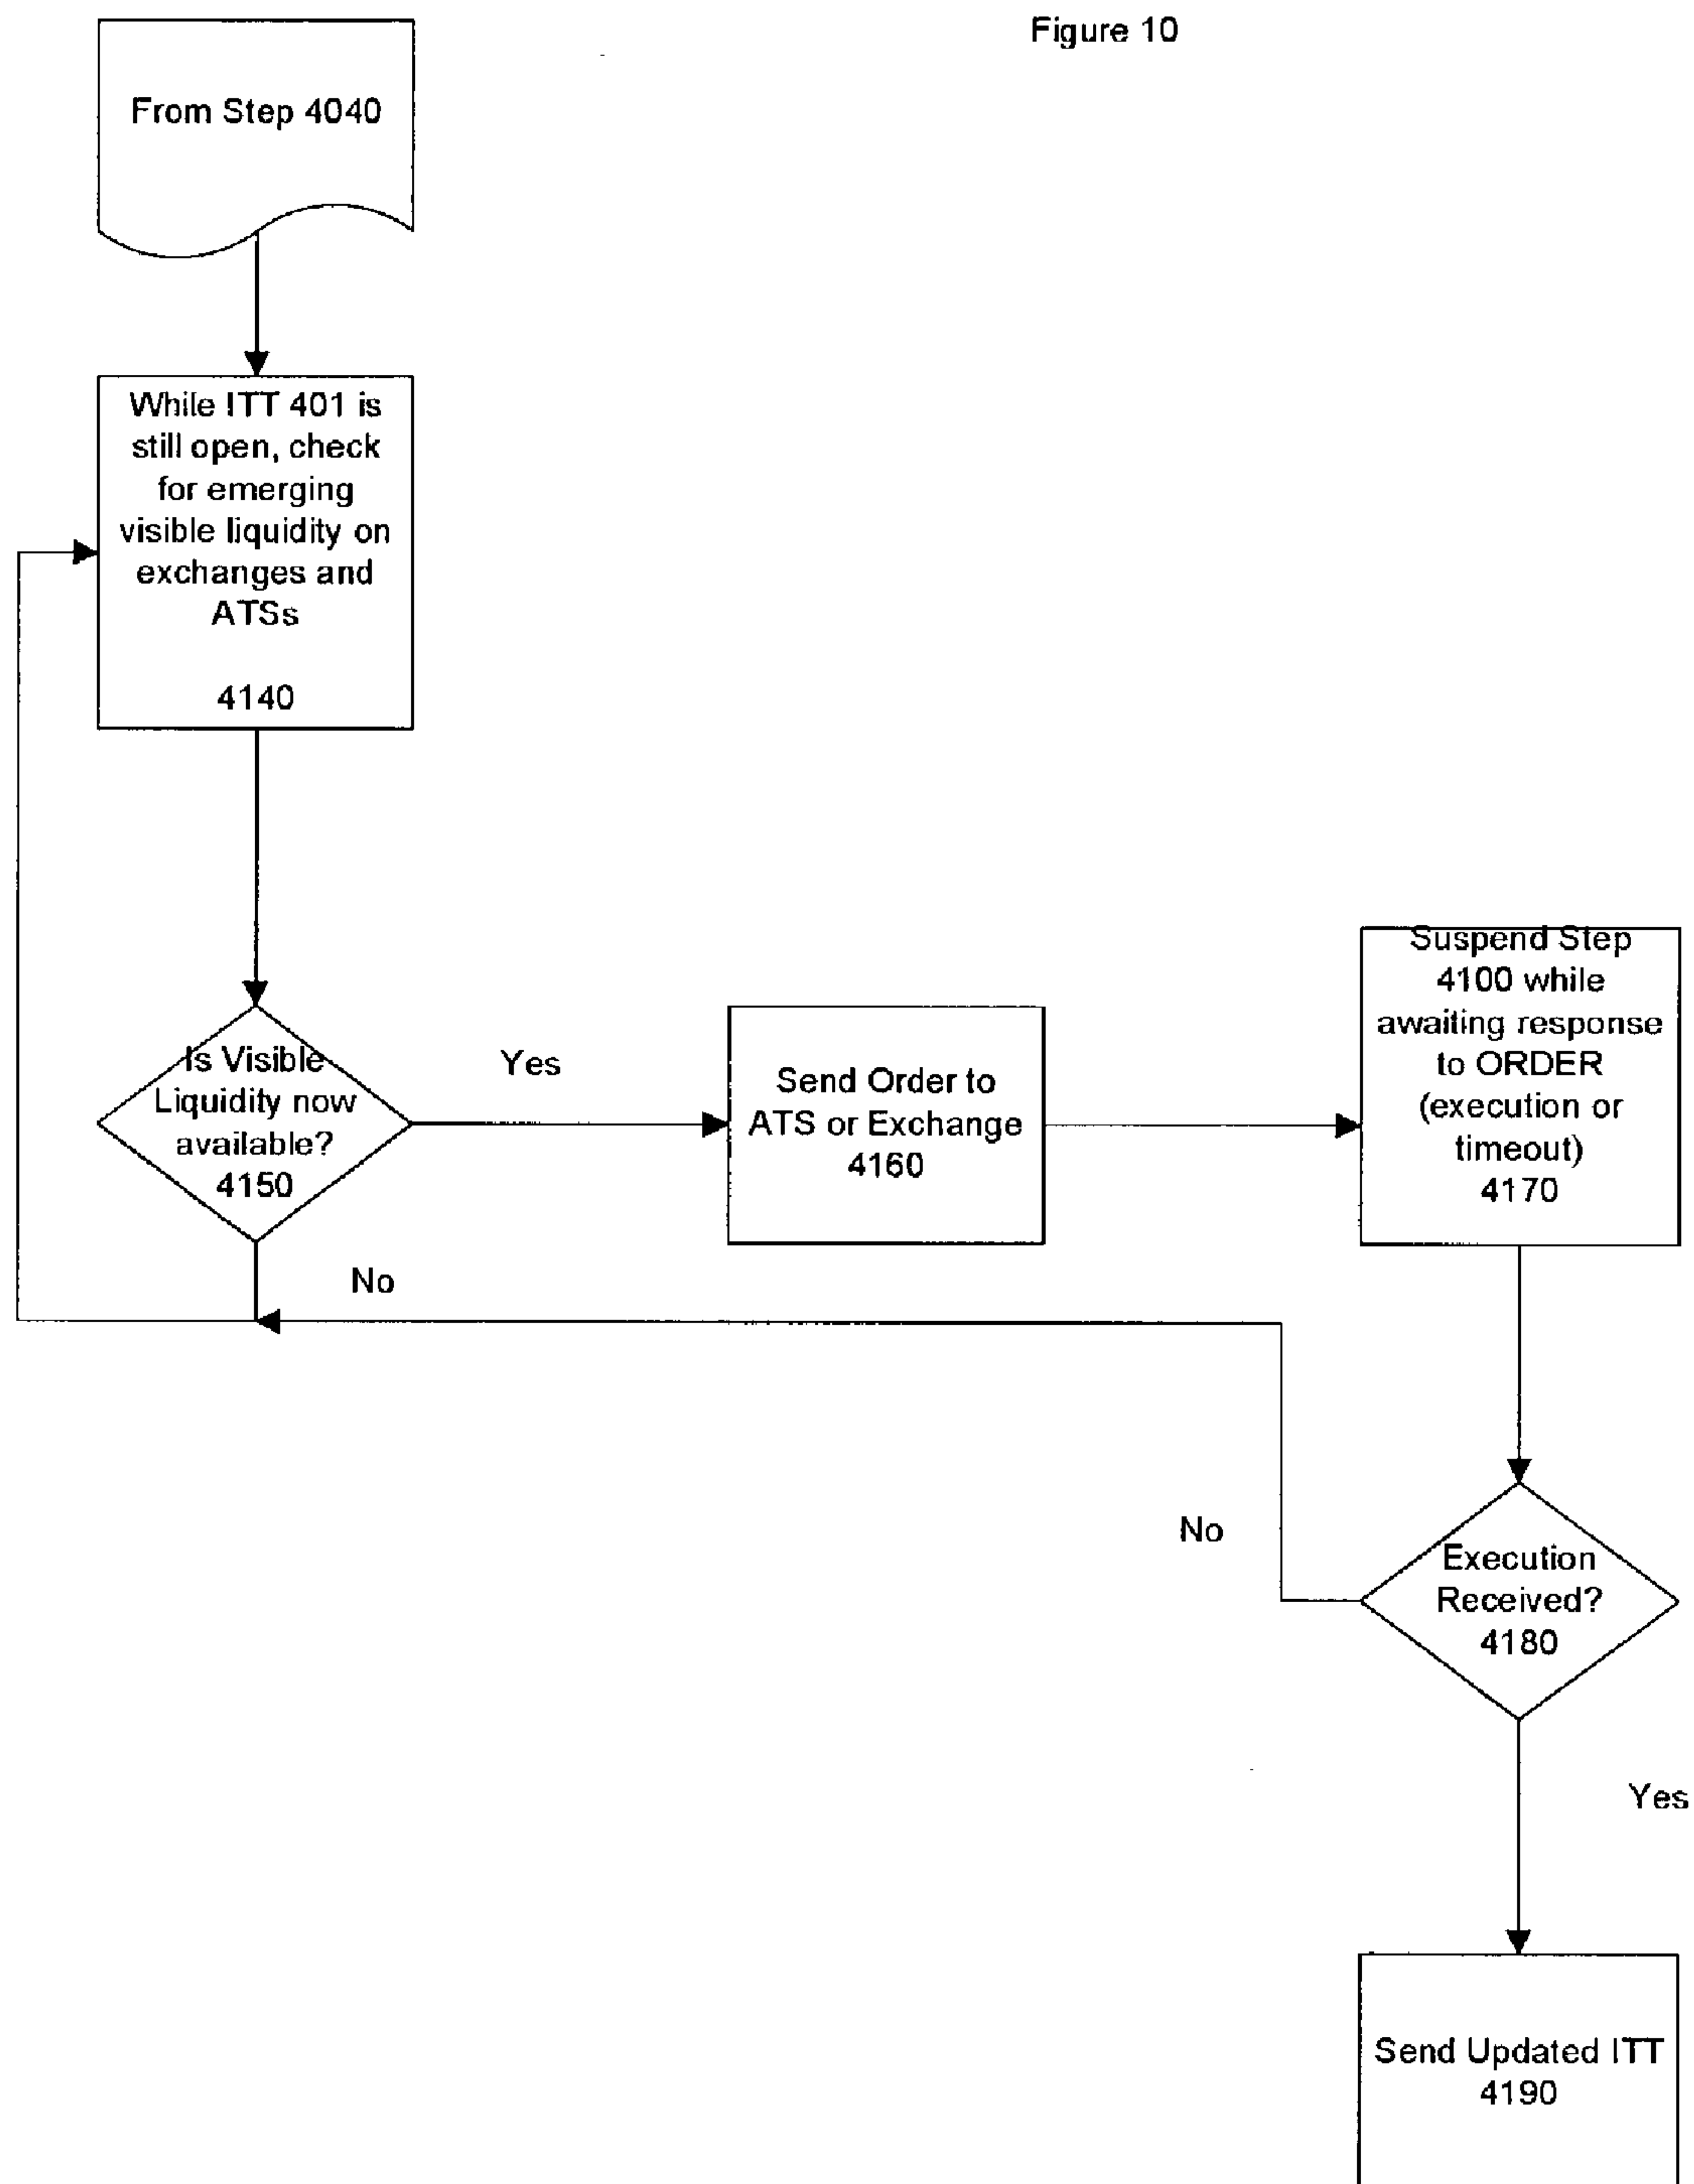 Figure 10
From Step 4040
While ITT 401 is
still open, check
for emerging
visible liquidity on
exchanges and
ATSs
4140
Is Visible
Liquidity now
available?
4150
Yes
No
Send Order to
ATS or Exchange
4160
Suspend Step
4100 while
awaiting response
to ORDER
(execution or
timeout)
4170
Execution
Received?
4180
No
Yes
Send Updated ITT
4190